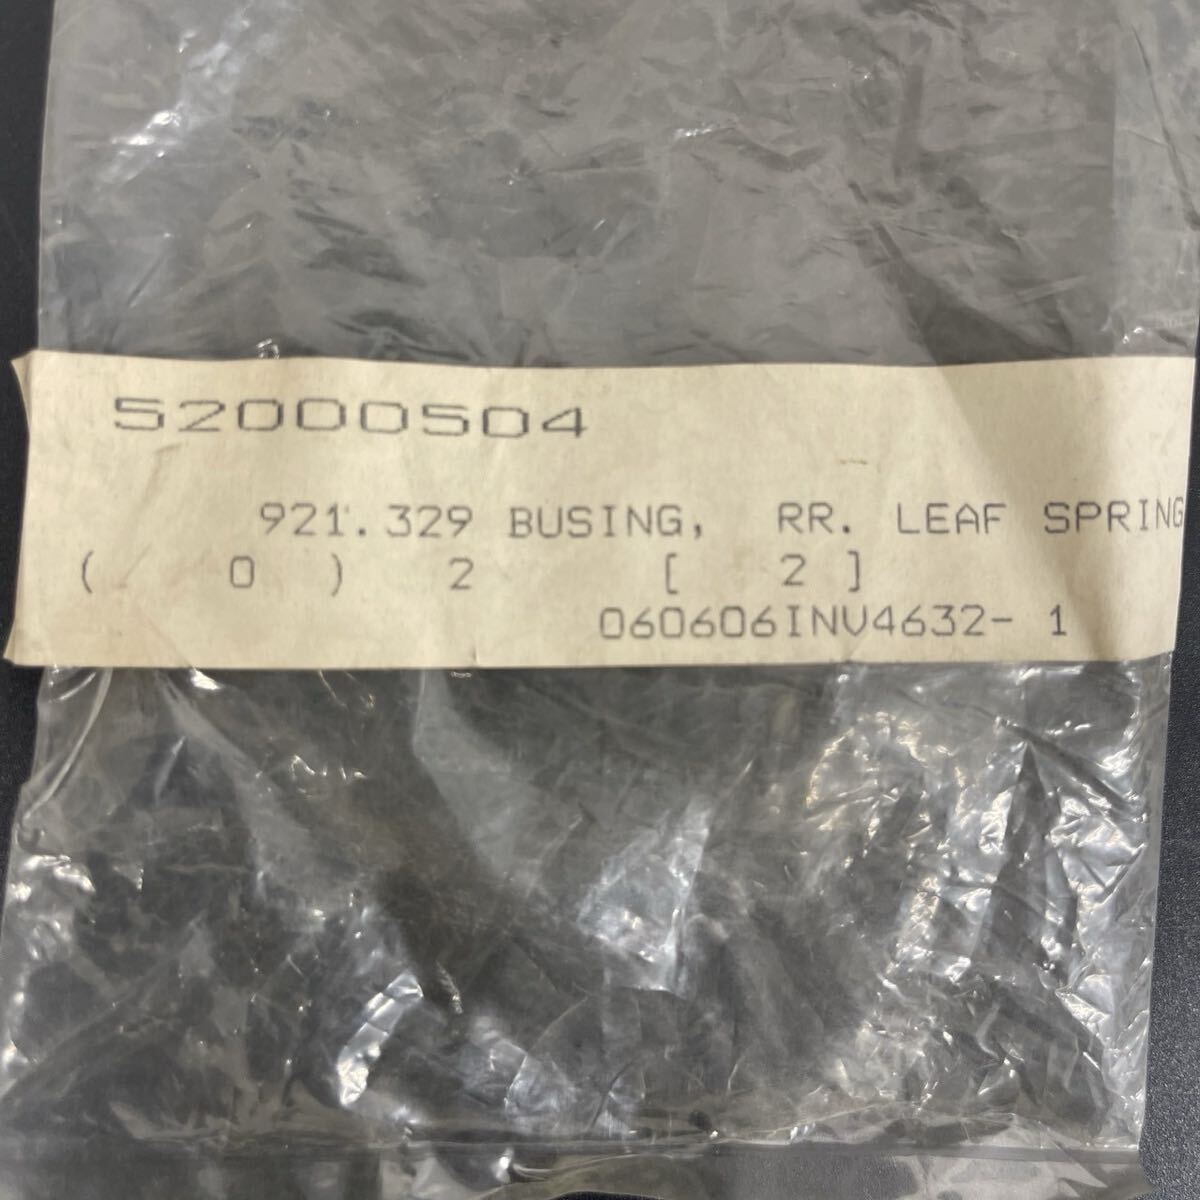 52000504
921.329 BUSING, RR. LEAF SPRING
( 0 ) 2 [ 2 ]
060606INV4632- 1